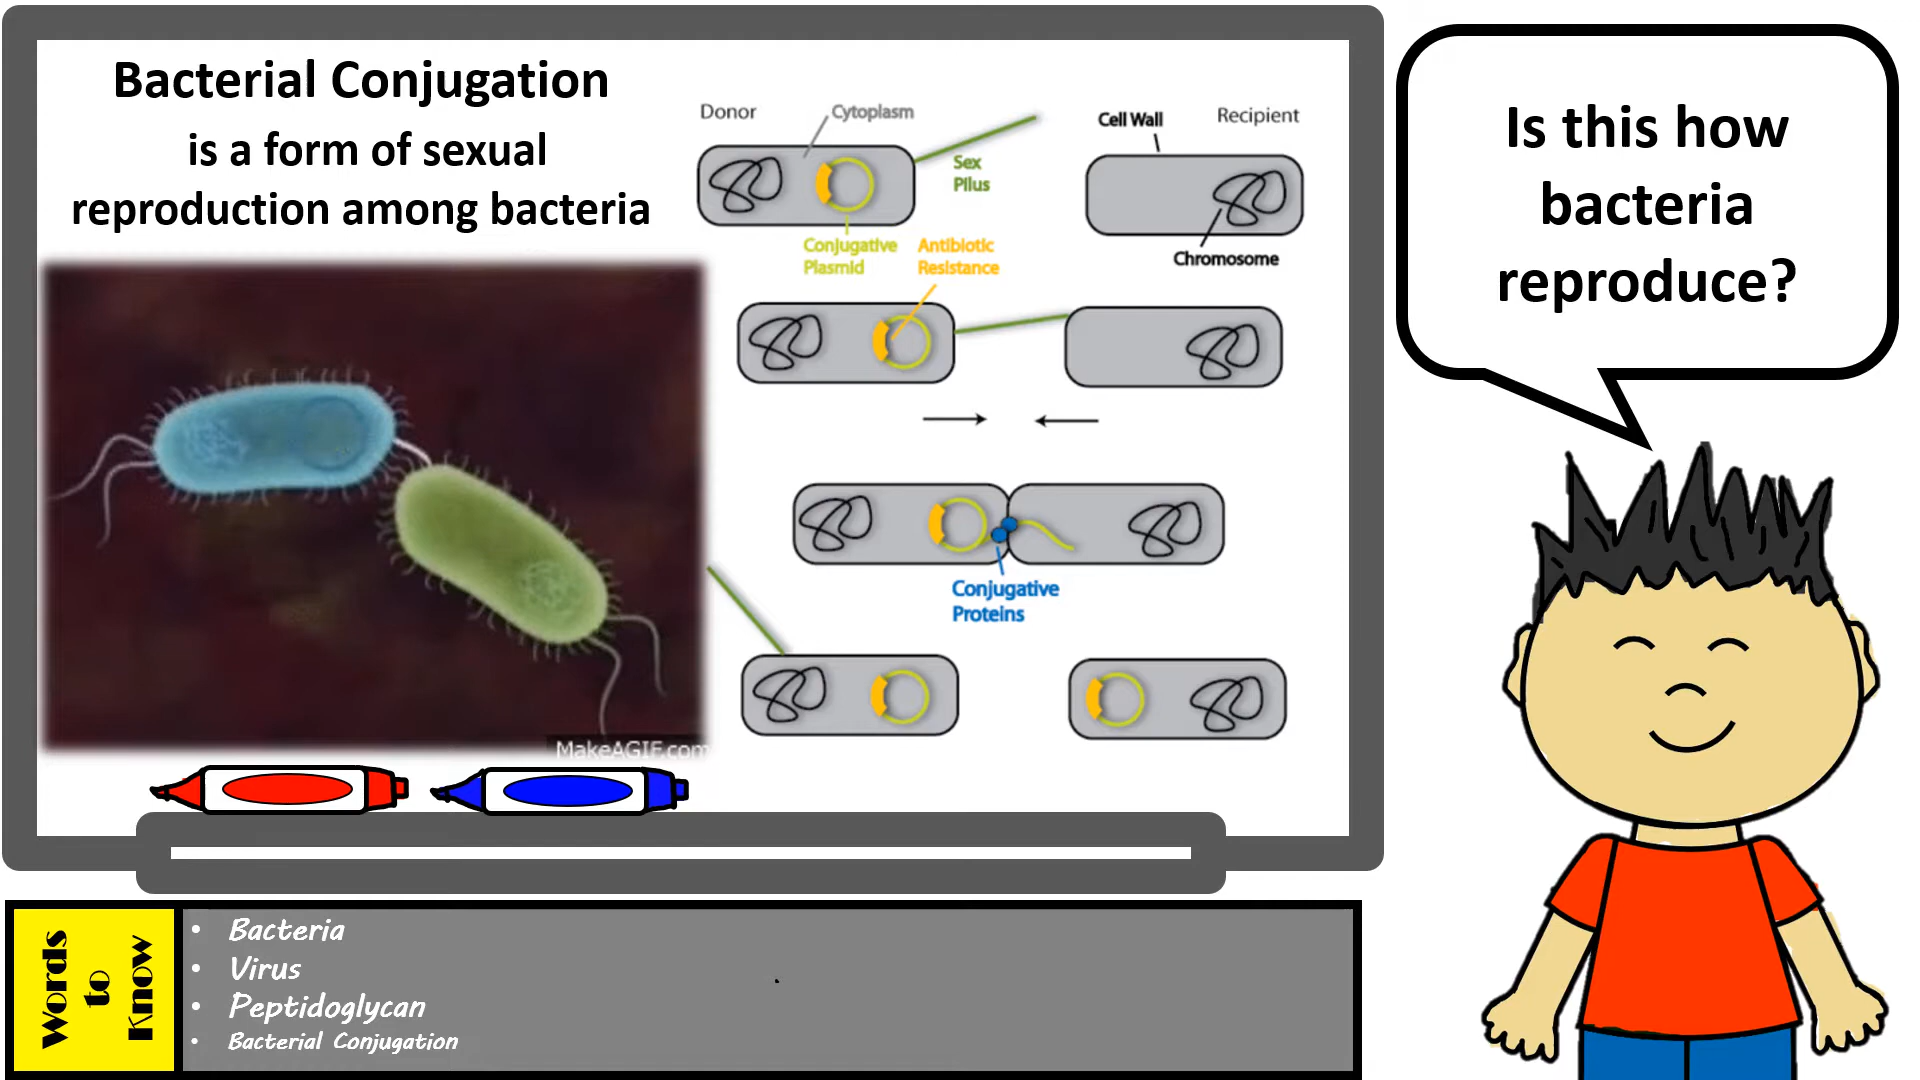 Bacterial Conjugation
is a form of sexual
reproduction among bacteria
MakeAGIF.com
Donor
Cytoplasm
Sex
Pilus
Cell Wall
Recipient
Conjugative
Plasmid
Antibiotic
Resistance
Chromosome
Conjugative
Proteins
Is this how
bacteria
reproduce?
Words
to
Know
• Bacteria
• Virus
• Peptidoglycan
• Bacterial Conjugation